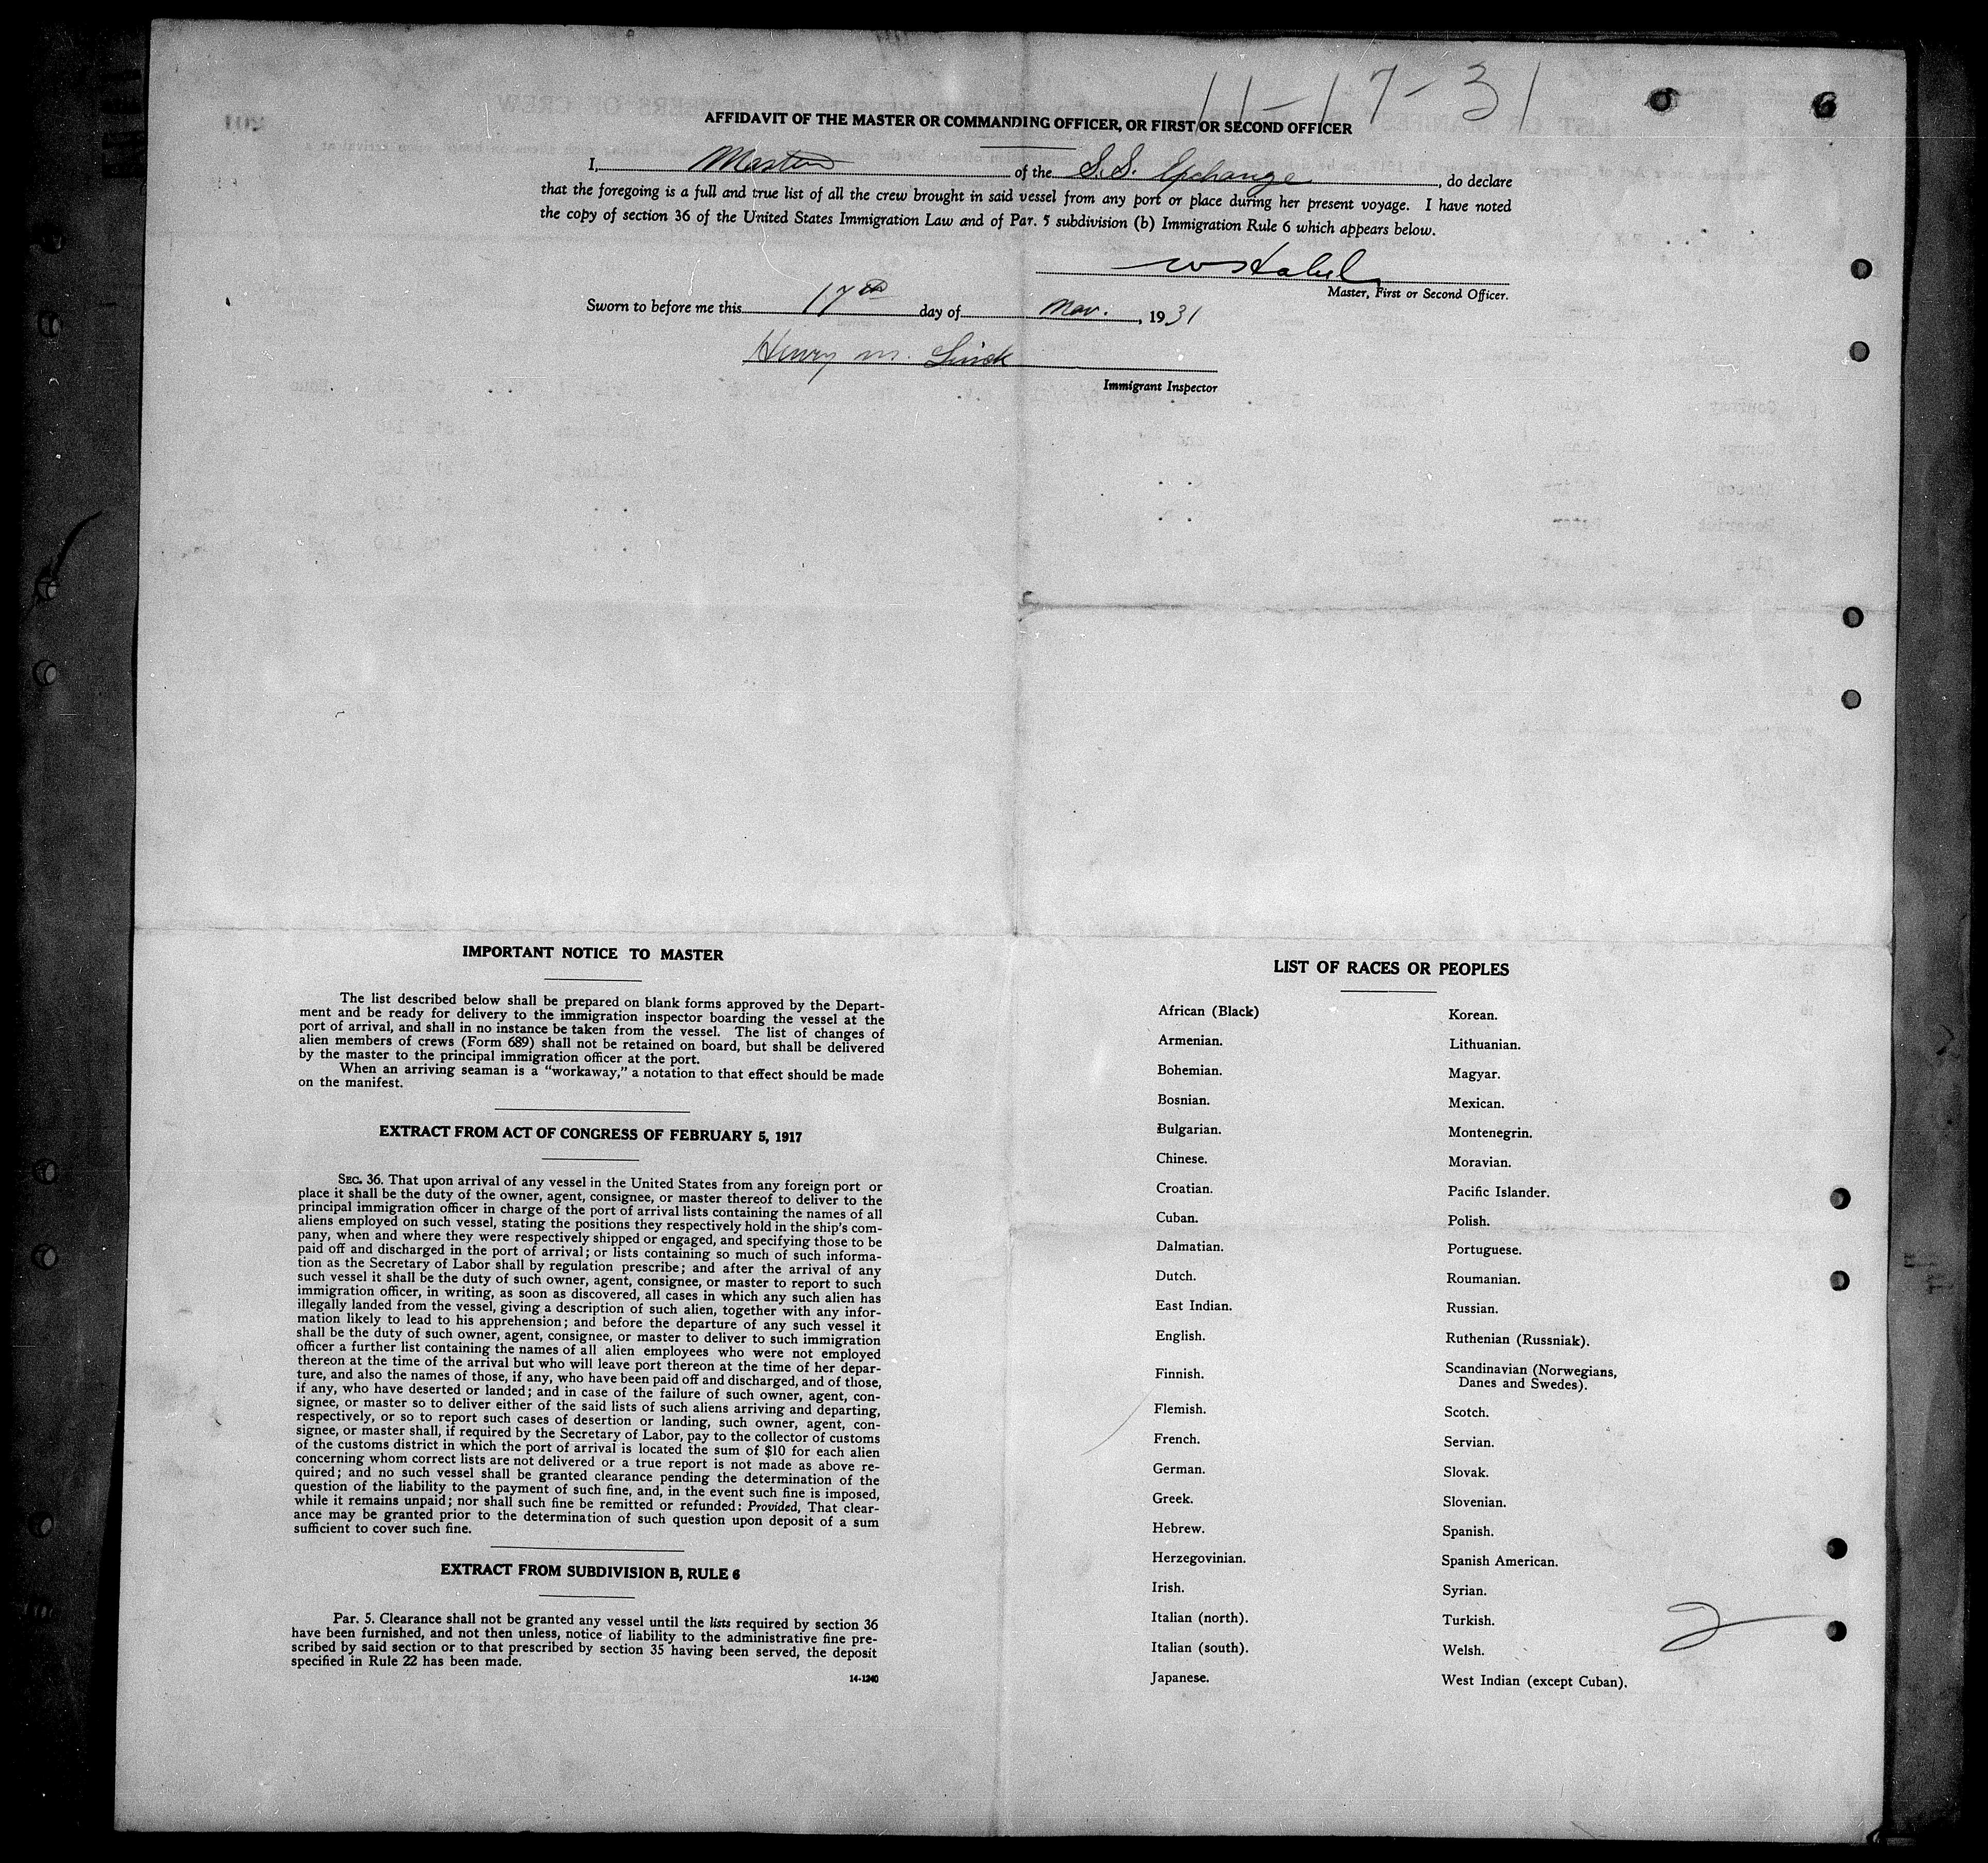 11-17-31
6
AFFIDAVIT OF THE MASTER OR COMMANDING OFFICER, OR FIRST OR SECOND OFFICER
I, Master of the S.S. Exchange, do declare
that the foregoing is a full and true list of all the crew brought in said vessel from any port or place during her present voyage. I have noted
the copy of section 36 of the United States Immigration Law and of Par. 5 subdivision (b) Immigration Rule 6 which appears below.
Master, First or Second Officer.
Sworn to before me this 17th day of Nov., 1931
Henry M.
Immigrant Inspector
IMPORTANT NOTICE TO MASTER
The list described below shall be prepared on blank forms approved by the Depart-
ment and be ready for delivery to the immigration inspector boarding the vessel at the
port of arrival, and shall in no instance be taken from the vessel. The list of changes of
alien members of crews (Form 689) shall not be retained on board, but shall be delivered
by the master to the principal immigration officer at the port.
When an arriving seaman is a "workaway," a notation to that effect should be made
on the manifest.
EXTRACT FROM ACT OF CONGRESS OF FEBRUARY 5, 1917
SEC. 36. That upon arrival of any vessel in the United States from any foreign port or
place it shall be the duty of the owner, agent, consignee, or master thereof to deliver to the
principal immigration officer in charge of the port of arrival lists containing the names of all
aliens employed on such vessel, stating the positions they respectively hold in the ship's com-
pany, when and where they were respectively shipped or engaged, and specifying those to be
paid off and discharged in the port of arrival; or lists containing so much of such informa-
tion as the Secretary of Labor shall by regulation prescribe; and after the arrival of any
such vessel it shall be the duty of such owner, agent, consignee, or master to report to such
immigration officer, in writing, as soon as discovered, all cases in which any such alien has
illegally landed from the vessel, giving a description of such alien, together with any infor-
mation likely to lead to his apprehension; and before the departure of any such vessel it
shall be the duty of such owner, agent, consignee, or master to deliver to such immigration
officer a further list containing the names of all alien employees who were not employed
thereon at the time of the arrival but who will leave port thereon at the time of her depar-
ture, and also the names of those, if any, who have been paid off and discharged, and of those,
if any, who have deserted or landed; and in case of the failure of such owner, agent, con-
signee, or master so to deliver either of the said lists of such aliens arriving and departing,
respectively, or so to report such cases of desertion or landing, such owner, agent, con-
signee, or master shall, if required by the Secretary of Labor, pay to the collector of customs
of the customs district in which the port of arrival is located the sum of $10 for each alien
concerning whom correct lists are not delivered or a true report is not made as above re-
quired; and no such vessel shall be granted clearance pending the determination of the
question of the liability to the payment of such fine, and, in the event such fine is imposed,
while it remains unpaid; nor shall such fine be remitted or refunded: Provided, That clear-
ance may be granted prior to the determination of such question upon deposit of a sum
sufficient to cover such fine.
EXTRACT FROM SUBDIVISION B, RULE 6
Par. 5. Clearance shall not be granted any vessel until the lists required by section 36
have been furnished, and not then unless, notice of liability to the administrative fine pre-
scribed by said section or to that prescribed by section 35 having been served, the deposit
specified in Rule 22 has been made.
14-1240
LIST OF RACES OR PEOPLES
African (Black)
Armenian.
Bohemian.
Bosnian.
Bulgarian.
Chinese.
Croatian.
Cuban.
Dalmatian.
Dutch.
East Indian.
English.
Finnish.
Flemish.
French.
German.
Greek.
Hebrew.
Herzegovinian.
Irish.
Italian (north).
Italian (south).
Japanese.
Korean.
Lithuanian.
Magyar.
Mexican.
Montenegrin.
Moravian.
Pacific Islander.
Polish.
Portuguese.
Roumanian.
Russian.
Ruthenian (Russniak).
Scandinavian (Norwegians,
Danes and Swedes).
Scotch.
Servian.
Slovak.
Slovenian.
Spanish.
Spanish American.
Syrian.
Turkish.
Welsh.
West Indian (except Cuban).
2